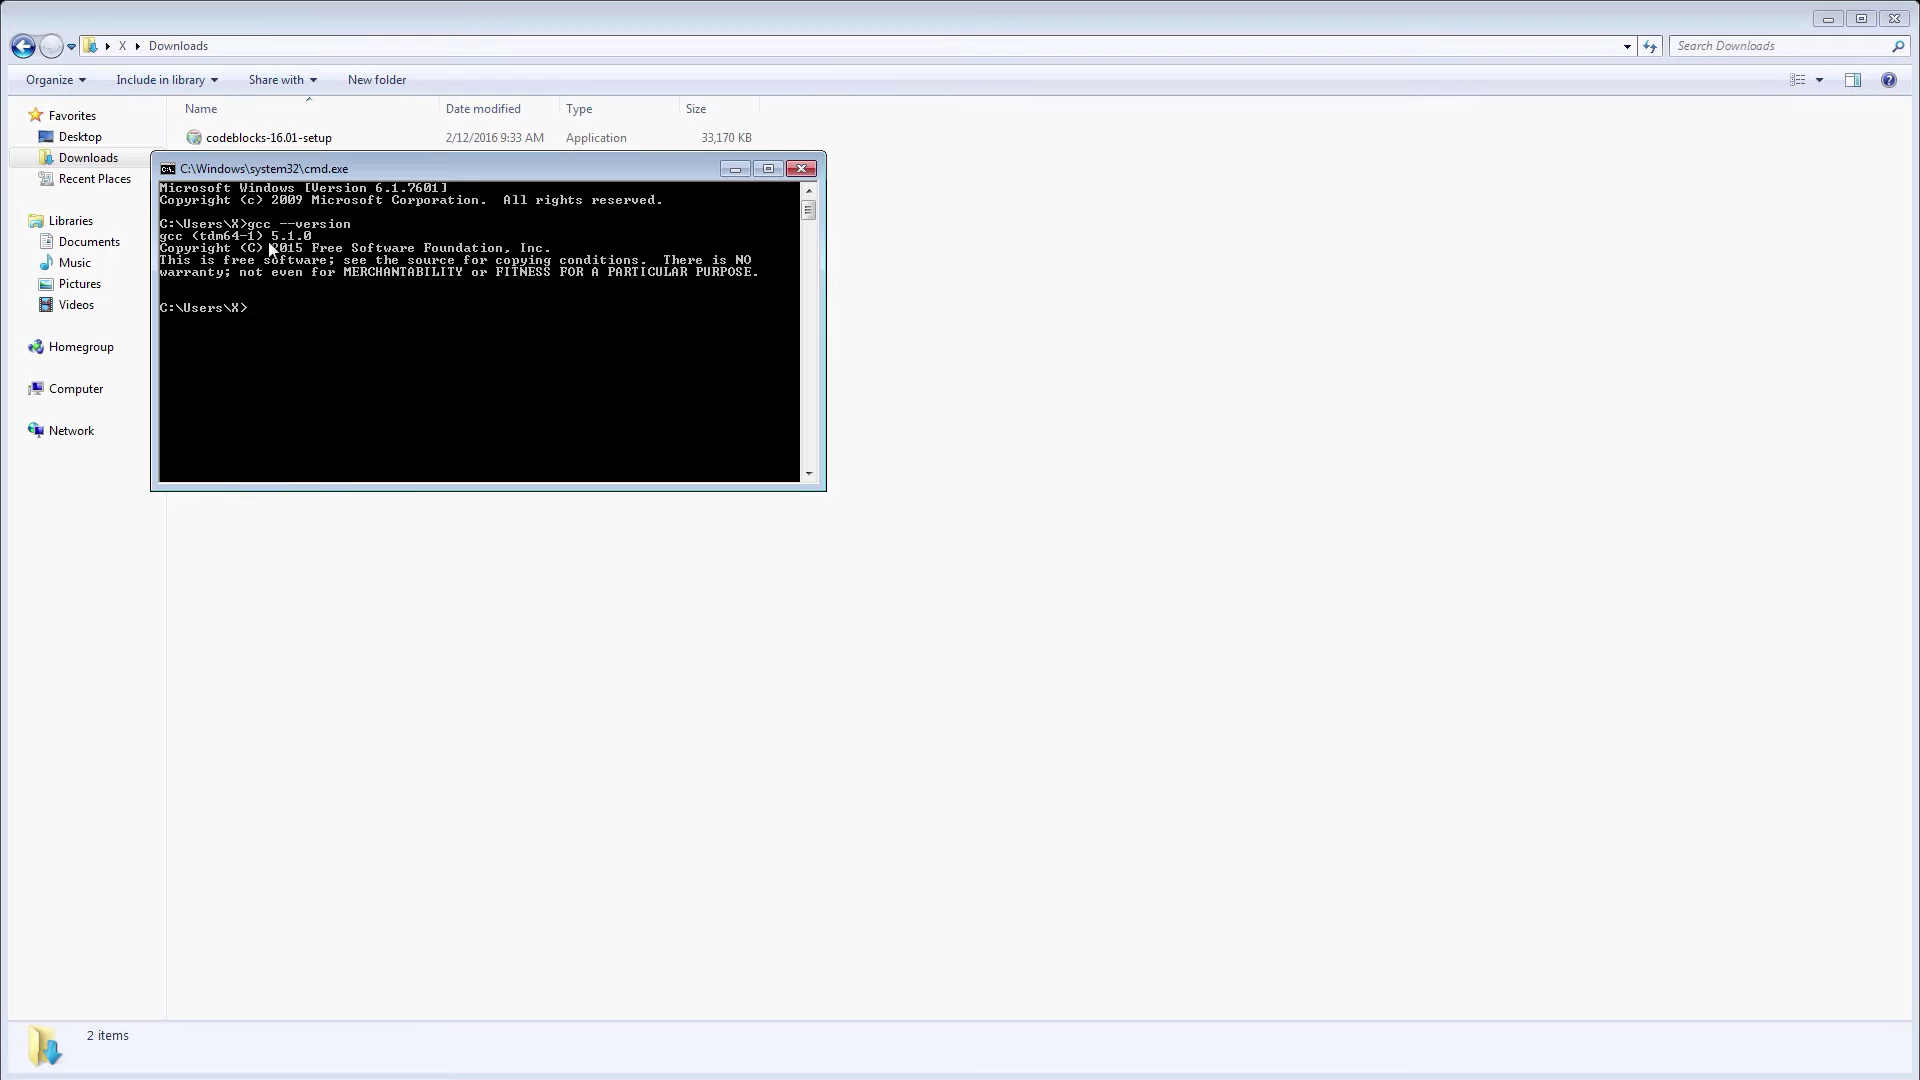 X ▸ Downloads
Search Downloads
Organize
Include in library
Share with
New folder
Name
Date modified
Type
Size
Favorites
Desktop
Downloads
Recent Places
Libraries
Documents
Music
Pictures
Videos
Homegroup
Computer
Network
codeblocks-16.01-setup
2/12/2016 9:33 AM
Application
33,170 KB
C:\Windows\system32\cmd.exe
Microsoft Windows [Version 6.1.7601]
Copyright (c) 2009 Microsoft Corporation.  All rights reserved.
C:\Users\X>gcc --version
gcc (tdm64-1) 5.1.0
Copyright (C) 2015 Free Software Foundation, Inc.
This is free software; see the source for copying conditions.  There is NO
warranty; not even for MERCHANTABILITY or FITNESS FOR A PARTICULAR PURPOSE.
C:\Users\X>
2 items